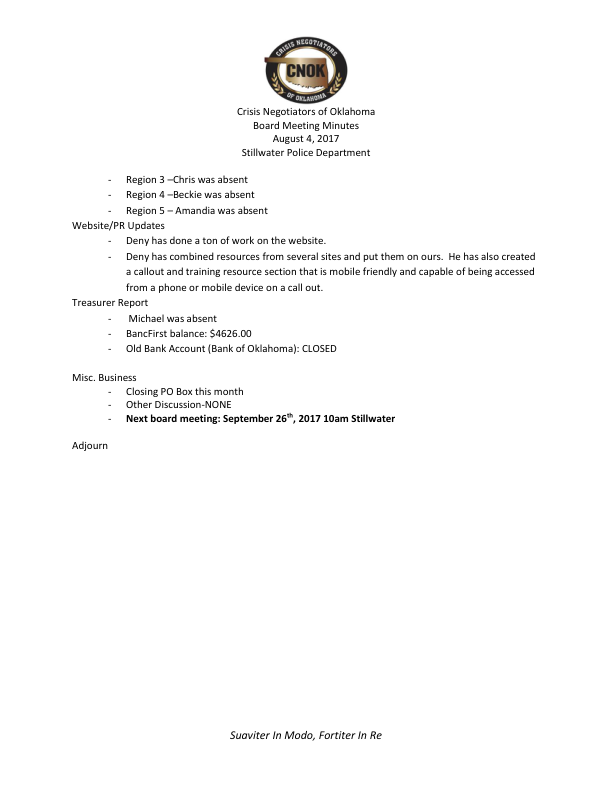 CRISIS NEGOTIATORS
CNOK
OF OKLAHOMA
Crisis Negotiators of Oklahoma
Board Meeting Minutes
August 4, 2017
Stillwater Police Department
- Region 3 –Chris was absent
- Region 4 –Beckie was absent
- Region 5 – Amandia was absent
Website/PR Updates
- Deny has done a ton of work on the website.
- Deny has combined resources from several sites and put them on ours.  He has also created
a callout and training resource section that is mobile friendly and capable of being accessed
from a phone or mobile device on a call out.
Treasurer Report
- Michael was absent
- BancFirst balance: $4626.00
- Old Bank Account (Bank of Oklahoma): CLOSED
Misc. Business
- Closing PO Box this month
- Other Discussion-NONE
- Next board meeting: September 26th, 2017 10am Stillwater
Adjourn
Suaviter In Modo, Fortiter In Re